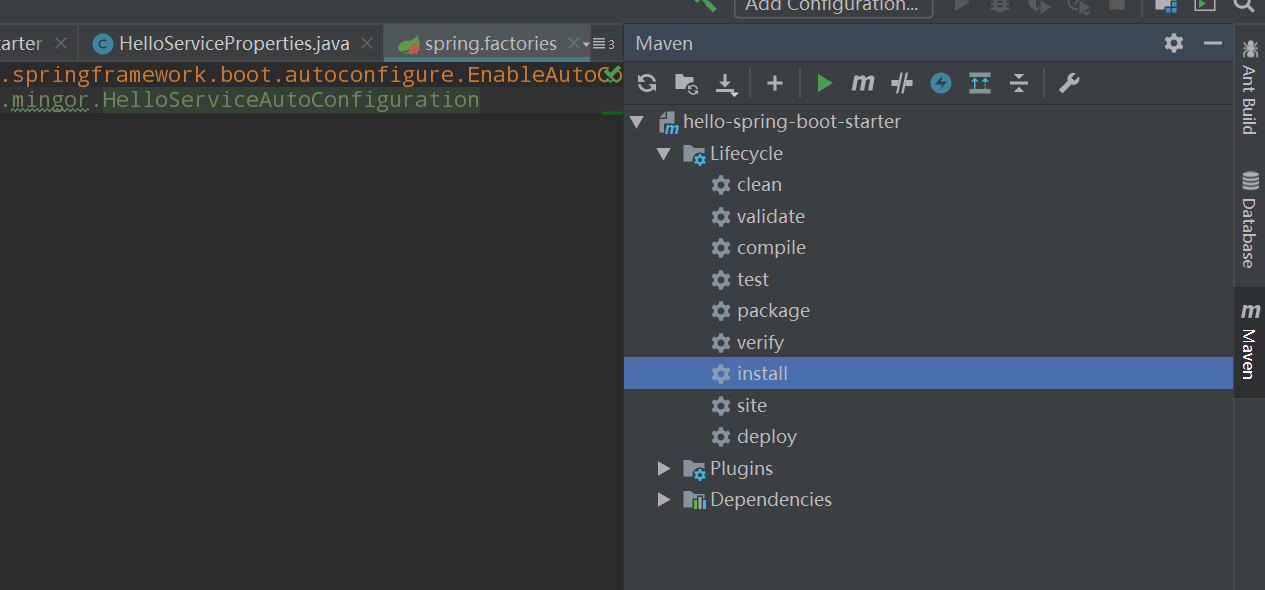 Add Configuration...
arter
HelloServiceProperties.java
spring.factories
3
Maven
.springframework.boot.autoconfigure.EnableAutoCo
.mingor.HelloServiceAutoConfiguration
m
hello-spring-boot-starter
Lifecycle
clean
validate
compile
test
package
verify
install
site
deploy
Plugins
Dependencies
Ant Build
Database
m Maven